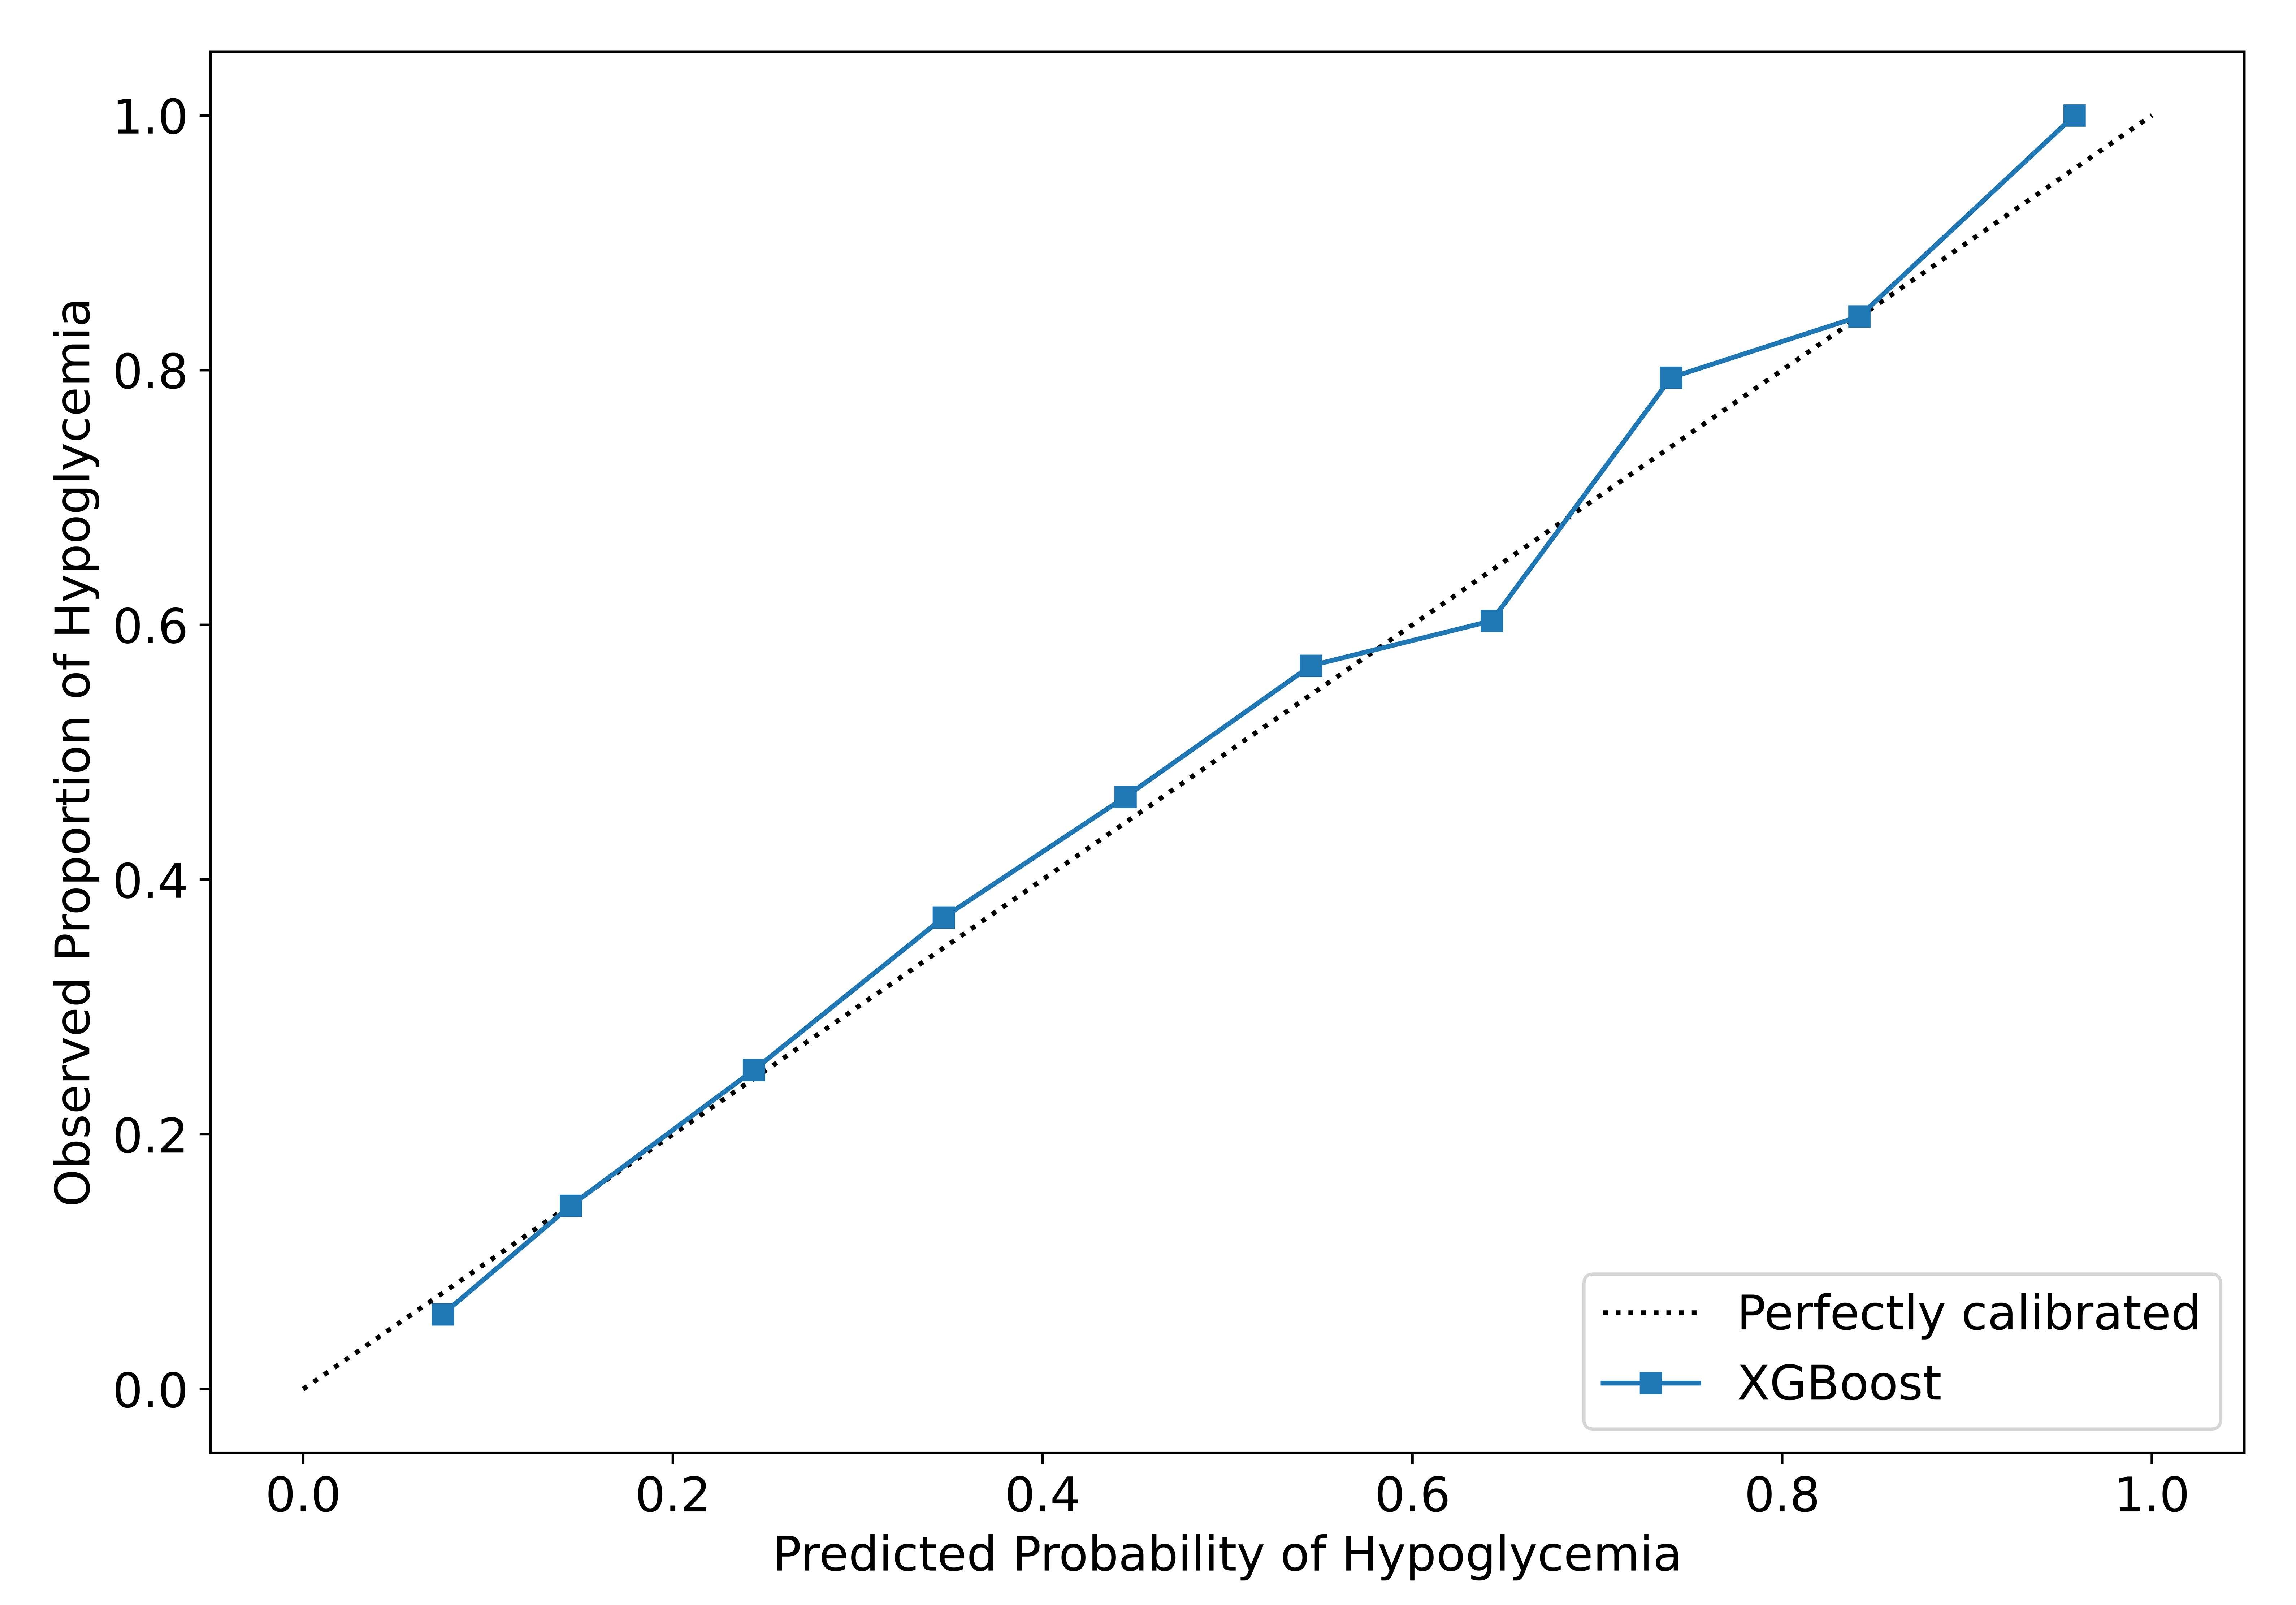 1.0
0.8
0.6
0.4
0.2
0.0
Observed Proportion of Hypoglycemia
Perfectly calibrated
XGBoost
0.0 0.2 0.4 0.6 0.8 1.0
Predicted Probability of Hypoglycemia